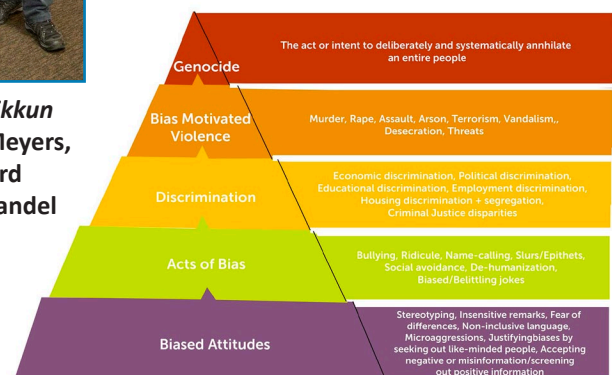 ikkun
Meyers,
rd
andel
Genocide
The act or intent to deliberately and systematically annhilate
an entire people
Bias Motivated
Violence
Murder, Rape, Assault, Arson, Terrorism, Vandalism,,
Desecration, Threats
Discrimination
Economic discrimination, Political discrimination,
Educational discrimination, Employment discrimination,
Housing discrimination + segregation,
Criminal Justice disparities
Acts of Bias
Bullying, Ridicule, Name-calling, Slurs/Epithets,
Social avoidance, De-humanization,
Biased/Belittling jokes
Biased Attitudes
Stereotyping, Insensitive remarks, Fear of
differences, Non-inclusive language,
Microaggressions, Justifyingbiases by
seeking out like-minded people, Accepting
negative or misinformation/screening
out positive information